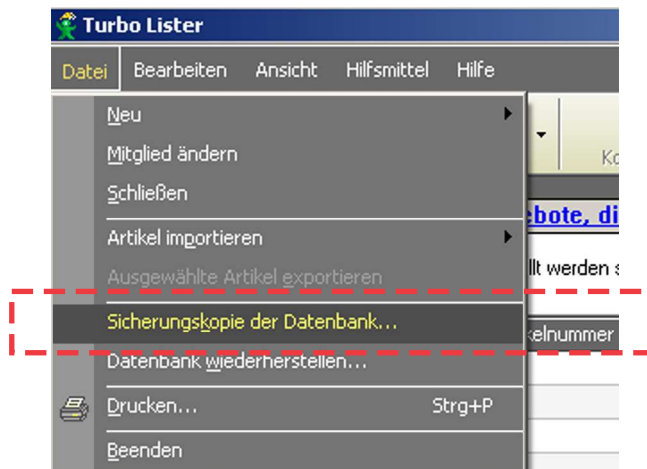 Turbo Lister
Datei Bearbeiten Ansicht Hilfsmittel Hilfe
Neu
Mitglied ändern
Schließen
Artikel importieren
Ausgewählte Artikel exportieren
Sicherungskopie der Datenbank...
Datenbank wiederherstellen...
Drucken... Strg+P
Beenden
Ko
ebote, di
llt werden s
kelnummer